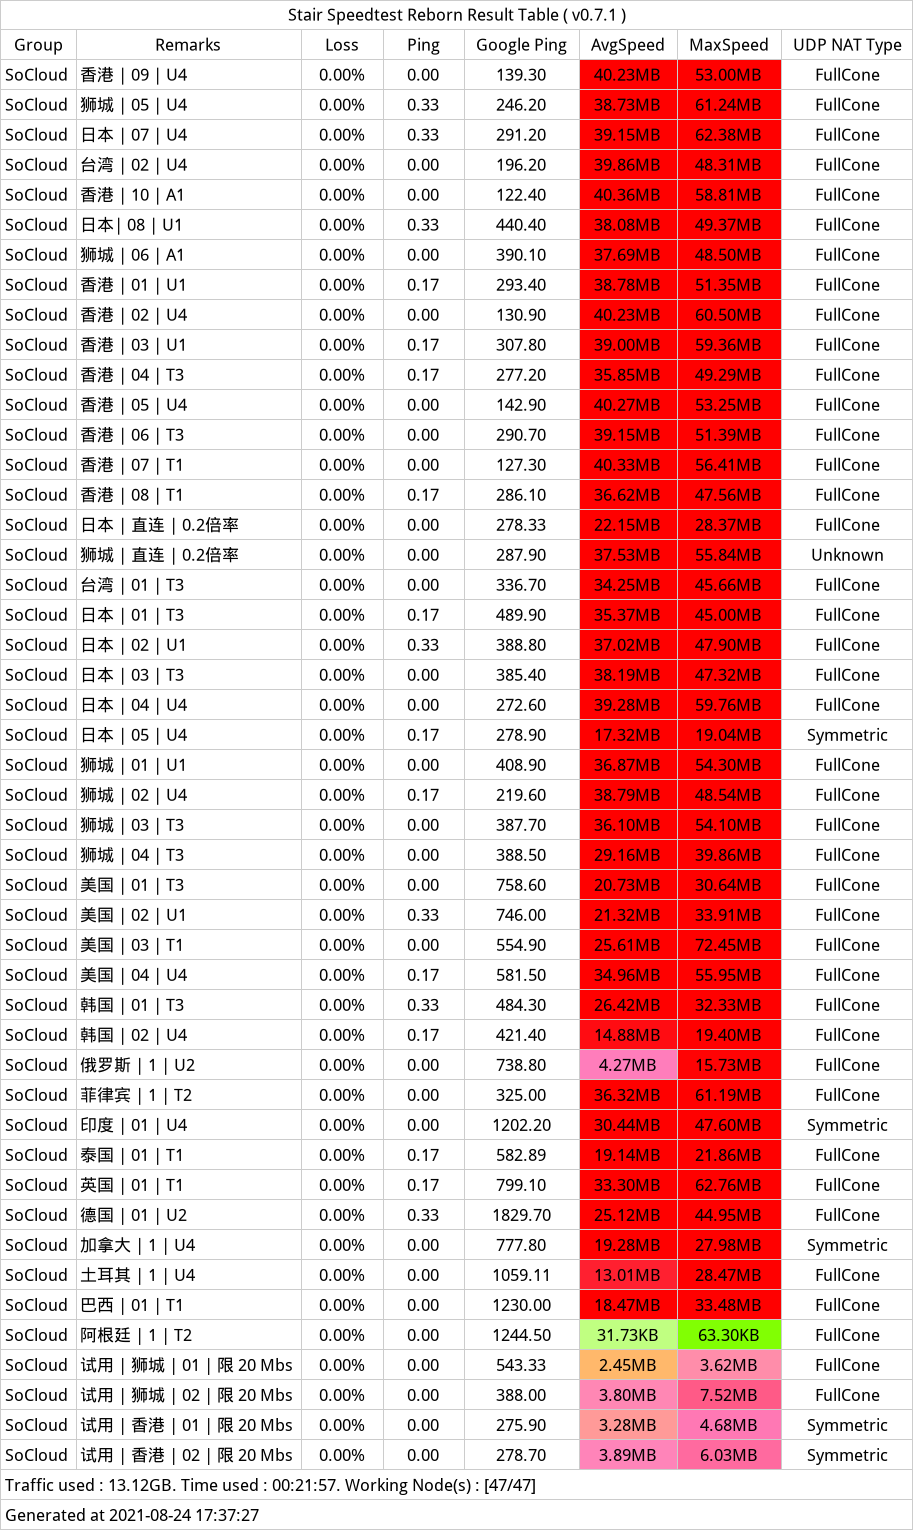 Stair Speedtest Reborn Result Table ( v0.7.1 )
Group Remarks Loss Ping Google Ping AvgSpeed MaxSpeed UDP NAT Type
SoCloud 香港 | 09 | U4 0.00% 0.00 139.30 40.23MB 53.00MB FullCone
SoCloud 狮城 | 05 | U4 0.00% 0.33 246.20 38.73MB 61.24MB FullCone
SoCloud 日本 | 07 | U4 0.00% 0.33 291.20 39.15MB 62.38MB FullCone
SoCloud 台湾 | 02 | U4 0.00% 0.00 196.20 39.86MB 48.31MB FullCone
SoCloud 香港 | 10 | A1 0.00% 0.00 122.40 40.36MB 58.81MB FullCone
SoCloud 日本| 08 | U1 0.00% 0.33 440.40 38.08MB 49.37MB FullCone
SoCloud 狮城 | 06 | A1 0.00% 0.00 390.10 37.69MB 48.50MB FullCone
SoCloud 香港 | 01 | U1 0.00% 0.17 293.40 38.78MB 51.35MB FullCone
SoCloud 香港 | 02 | U4 0.00% 0.00 130.90 40.23MB 60.50MB FullCone
SoCloud 香港 | 03 | U1 0.00% 0.17 307.80 39.00MB 59.36MB FullCone
SoCloud 香港 | 04 | T3 0.00% 0.17 277.20 35.85MB 49.29MB FullCone
SoCloud 香港 | 05 | U4 0.00% 0.00 142.90 40.27MB 53.25MB FullCone
SoCloud 香港 | 06 | T3 0.00% 0.00 290.70 39.15MB 51.39MB FullCone
SoCloud 香港 | 07 | T1 0.00% 0.00 127.30 40.33MB 56.41MB FullCone
SoCloud 香港 | 08 | T1 0.00% 0.17 286.10 36.62MB 47.56MB FullCone
SoCloud 日本 | 直连 | 0.2倍率 0.00% 0.00 278.33 22.15MB 28.37MB FullCone
SoCloud 狮城 | 直连 | 0.2倍率 0.00% 0.00 287.90 37.53MB 55.84MB Unknown
SoCloud 台湾 | 01 | T3 0.00% 0.00 336.70 34.25MB 45.66MB FullCone
SoCloud 日本 | 01 | T3 0.00% 0.17 489.90 35.37MB 45.00MB FullCone
SoCloud 日本 | 02 | U1 0.00% 0.33 388.80 37.02MB 47.90MB FullCone
SoCloud 日本 | 03 | T3 0.00% 0.00 385.40 38.19MB 47.32MB FullCone
SoCloud 日本 | 04 | U4 0.00% 0.00 272.60 39.28MB 59.76MB FullCone
SoCloud 日本 | 05 | U4 0.00% 0.17 278.90 17.32MB 19.04MB Symmetric
SoCloud 狮城 | 01 | U1 0.00% 0.00 408.90 36.87MB 54.30MB FullCone
SoCloud 狮城 | 02 | U4 0.00% 0.17 219.60 38.79MB 48.54MB FullCone
SoCloud 狮城 | 03 | T3 0.00% 0.00 387.70 36.10MB 54.10MB FullCone
SoCloud 狮城 | 04 | T3 0.00% 0.00 388.50 29.16MB 39.86MB FullCone
SoCloud 美国 | 01 | T3 0.00% 0.00 758.60 20.73MB 30.64MB FullCone
SoCloud 美国 | 02 | U1 0.00% 0.33 746.00 21.32MB 33.91MB FullCone
SoCloud 美国 | 03 | T1 0.00% 0.00 554.90 25.61MB 72.45MB FullCone
SoCloud 美国 | 04 | U4 0.00% 0.17 581.50 34.96MB 55.95MB FullCone
SoCloud 韩国 | 01 | T3 0.00% 0.33 484.30 26.42MB 32.33MB FullCone
SoCloud 韩国 | 02 | U4 0.00% 0.17 421.40 14.88MB 19.40MB FullCone
SoCloud 俄罗斯 | 1 | U2 0.00% 0.00 738.80 4.27MB 15.73MB FullCone
SoCloud 菲律宾 | 1 | T2 0.00% 0.00 325.00 36.32MB 61.19MB FullCone
SoCloud 印度 | 01 | U4 0.00% 0.00 1202.20 30.44MB 47.60MB Symmetric
SoCloud 泰国 | 01 | T1 0.00% 0.17 582.89 19.14MB 21.86MB FullCone
SoCloud 英国 | 01 | T1 0.00% 0.17 799.10 33.30MB 62.76MB FullCone
SoCloud 德国 | 01 | U2 0.00% 0.33 1829.70 25.12MB 44.95MB FullCone
SoCloud 加拿大 | 1 | U4 0.00% 0.00 777.80 19.28MB 27.98MB Symmetric
SoCloud 土耳其 | 1 | U4 0.00% 0.00 1059.11 13.01MB 28.47MB FullCone
SoCloud 巴西 | 01 | T1 0.00% 0.00 1230.00 18.47MB 33.48MB FullCone
SoCloud 阿根廷 | 1 | T2 0.00% 0.00 1244.50 31.73KB 63.30KB FullCone
SoCloud 试用 | 狮城 | 01 | 限 20 Mbs 0.00% 0.00 543.33 2.45MB 3.62MB FullCone
SoCloud 试用 | 狮城 | 02 | 限 20 Mbs 0.00% 0.00 388.00 3.80MB 7.52MB FullCone
SoCloud 试用 | 香港 | 01 | 限 20 Mbs 0.00% 0.00 275.90 3.28MB 4.68MB Symmetric
SoCloud 试用 | 香港 | 02 | 限 20 Mbs 0.00% 0.00 278.70 3.89MB 6.03MB Symmetric
Traffic used : 13.12GB. Time used : 00:21:57. Working Node(s) : [47/47]
Generated at 2021-08-24 17:37:27